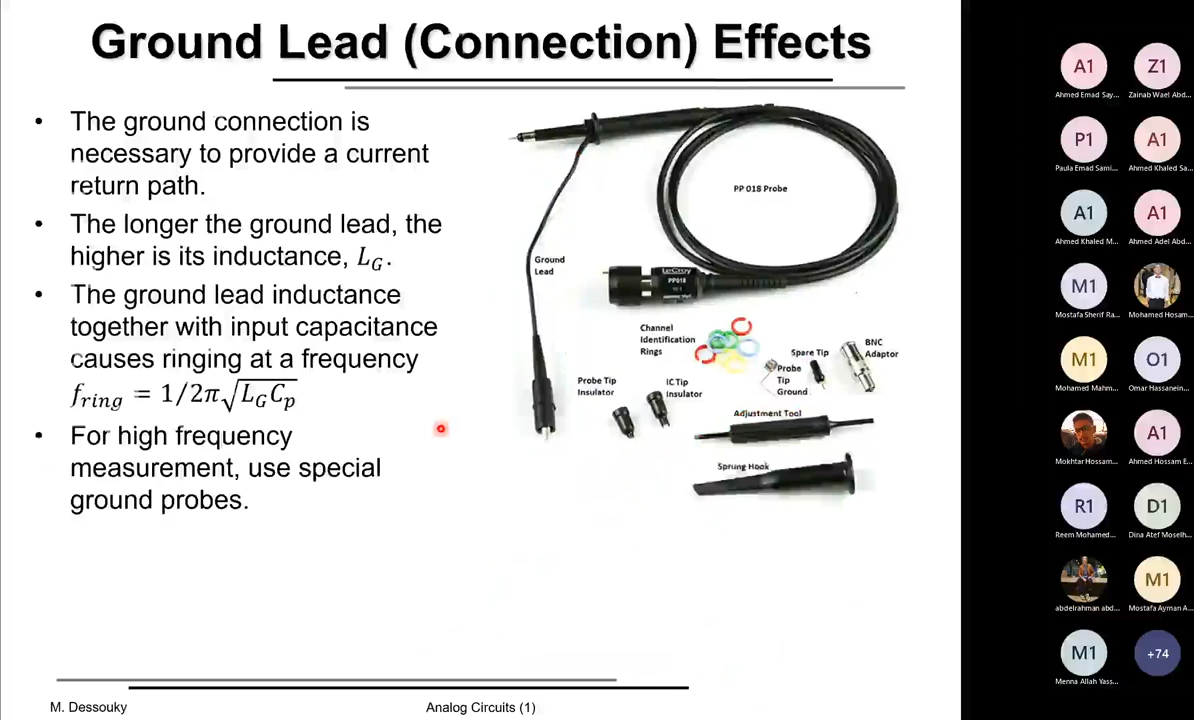 Ground Lead (Connection) Effects
• The ground connection is
necessary to provide a current
return path.
• The longer the ground lead, the
higher is its inductance, L_G.
• The ground lead inductance
together with input capacitance
causes ringing at a frequency
f_ring = 1/2π√(L_G C_p)
• For high frequency
measurement, use special
ground probes.
PP 018 Probe
Ground
Lead
LeCroy
PP018
Channel
Identification
Rings
BNC
Adaptor
Spare Tip
Probe
Tip
Ground
Probe Tip
Insulator
IC Tip
Insulator
Adjustment Tool
Sprung Hook
M. Dessouky
Analog Circuits (1)
A1
Ahmed Emad Say...
Z1
Zainab Wael Abd...
P1
Paula Emad Sami...
A1
Ahmed Khaled Sa...
A1
Ahmed Khaled M...
A1
Ahmed Adel Abd...
M1
Mostafa Sherif Ra...
Mohamed Hosam...
M1
Mohamed Mahm...
O1
Omar Hassanein...
Mokhtar Hossam...
A1
Ahmed Hossam E...
R1
Reem Mohamed...
D1
Dina Atef Moselh...
abdelrahman abd...
M1
Mostafa Ayman A...
M1
Menna Allah Yass...
+74